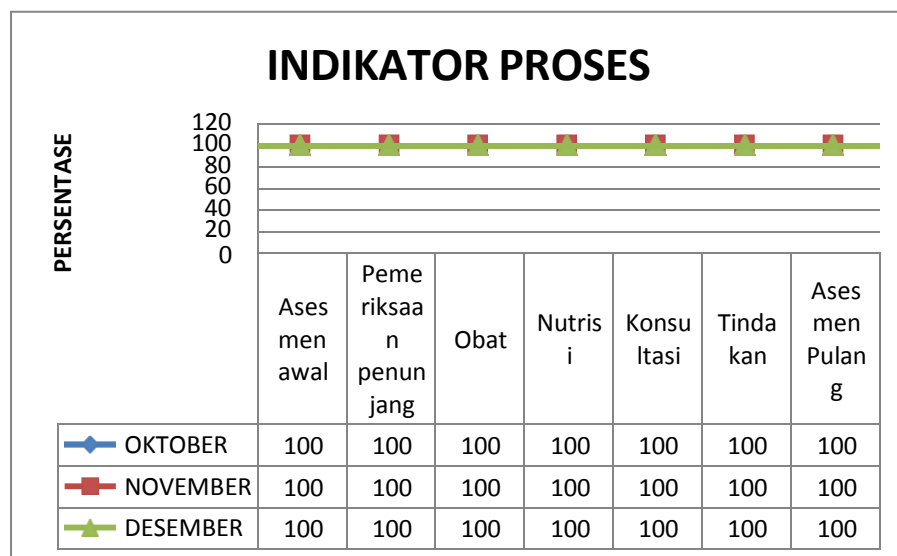 INDIKATOR PROSES
PERSENTASE
120
100
80
60
40
20
0
Ases
men
awal
Peme
riksaa
n
penun
jang
Obat
Nutris
i
Konsu
ltasi
Tinda
kan
Ases
men
Pulan
g
OKTOBER 100 100 100 100 100 100 100
NOVEMBER 100 100 100 100 100 100 100
DESEMBER 100 100 100 100 100 100 100